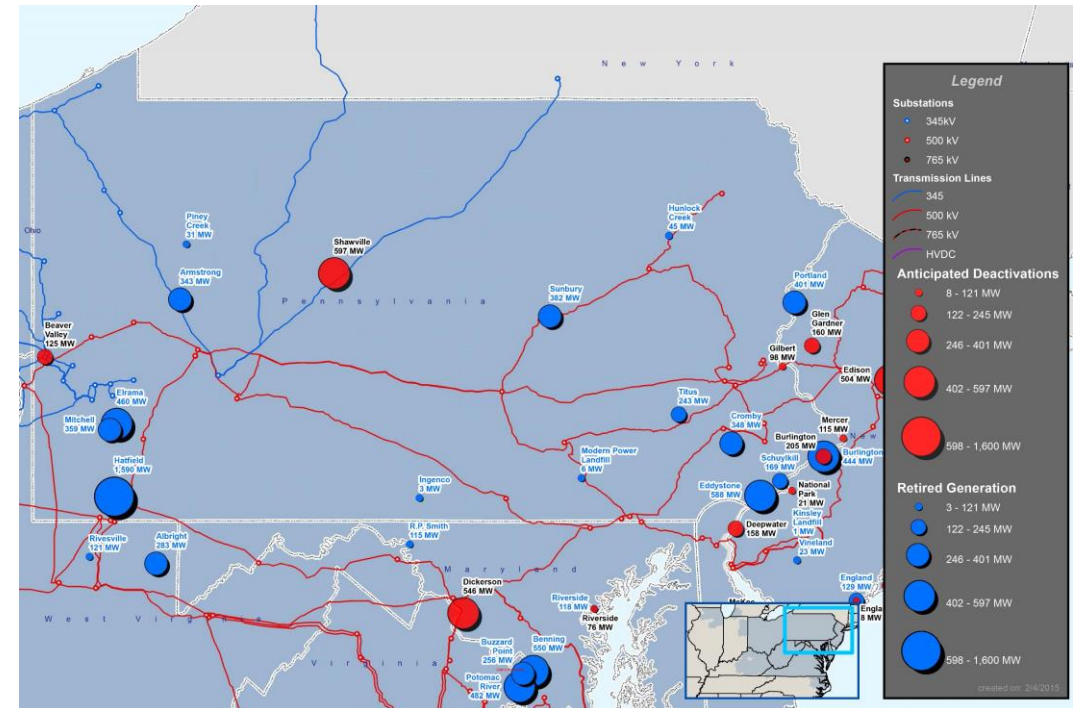 New York
Ohio
Piney
Creek
31 MW
Shawville
597 MW
Hunlock
Creek
45 MW
Armstrong
343 MW
Pennsylvania
Sunbury
382 MW
Portland
401 MW
Glen
Gardner
160 MW
Beaver
Valley
125 MW
Gilbert
98 MW
Edison
504 MW
Elrama
460 MW
Mitchell
359 MW
Titus
243 MW
Cromby
348 MW
Mercer
115 MW
New
Burlington
205 MW
Burlington
444 MW
Hatfield
1,590 MW
Modern Power
Landfill
6 MW
Schuylkill
169 MW
Ingenco
3 MW
Eddystone
588 MW
National
Park
21 MW
Kinsley
Landfill
1 MW
Deepwater
158 MW
Vineland
23 MW
Rivesville
121 MW
Albright
283 MW
R.P. Smith
115 MW
Maryland
Dickerson
546 MW
Riverside
118 MW
Riverside
76 MW
England
129 MW
8 MW
West Virginia
Virginia
Buzzard
Point
256 MW
Benning
550 MW
Potomac
River
482 MW
Legend
Substations
345kV
500 kV
765 kV
Transmission Lines
345
500 kV
765 kV
HVDC
Anticipated Deactivations
8 - 121 MW
122 - 245 MW
246 - 401 MW
402 - 597 MW
598 - 1,600 MW
Retired Generation
3 - 121 MW
122 - 245 MW
246 - 401 MW
402 - 597 MW
598 - 1,600 MW
created on: 2/4/2015